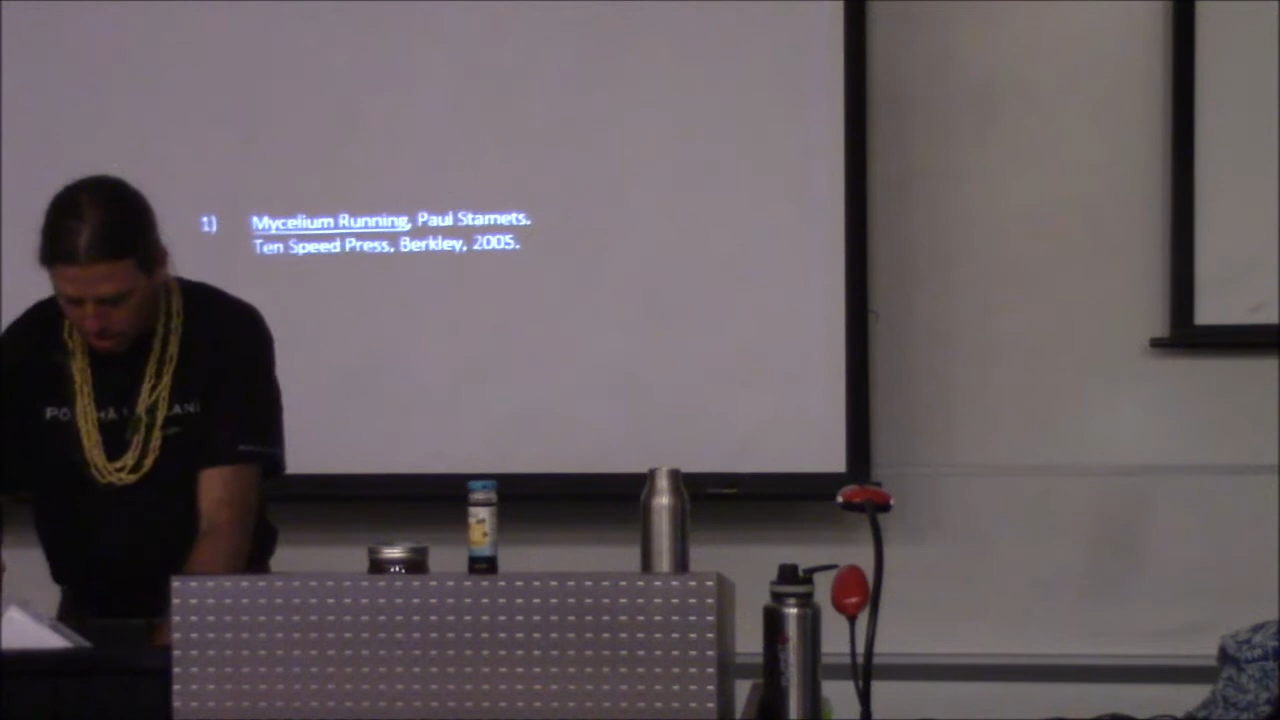 1) Mycelium Running, Paul Stamets.
Ten Speed Press, Berkley, 2005.